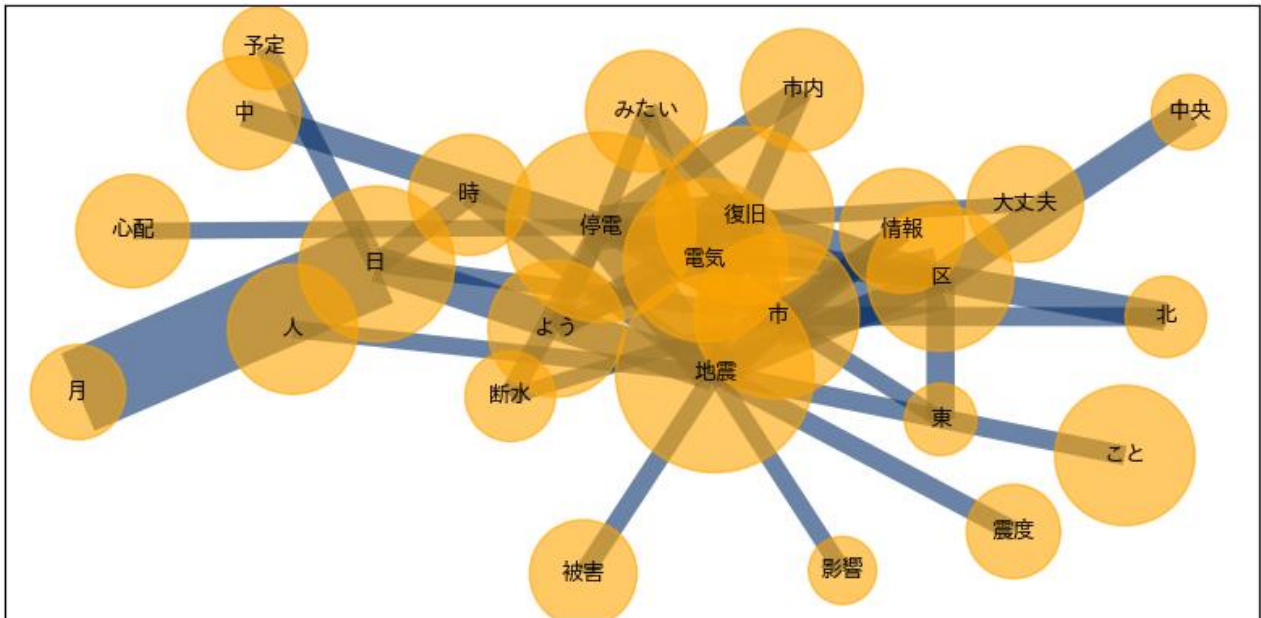 予定
中
みたい
市内
中央
時
大丈夫
心配
停電
復旧
情報
日
電気
区
人
よう
市
北
月
断水
地震
東
こと
震度
被害
影響